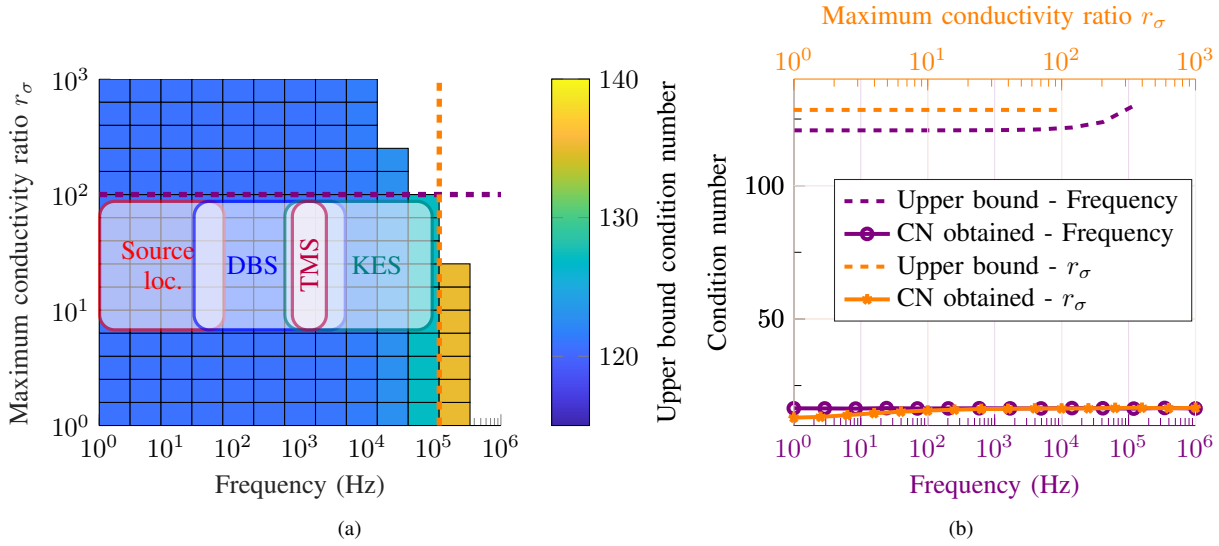 Maximum conductivity ratio r_σ
10^3
10^2
10^1
10^0
Source
loc.
DBS
TMS
KES
10^0 10^1 10^2 10^3 10^4 10^5 10^6
Frequency (Hz)
(a)
140
130
120
Upper bound condition number
Maximum conductivity ratio r_σ
10^0 10^1 10^2 10^3
Condition number
100
50
Upper bound - Frequency
CN obtained - Frequency
Upper bound - r_σ
CN obtained - r_σ
10^0 10^1 10^2 10^3 10^4 10^5 10^6
Frequency (Hz)
(b)